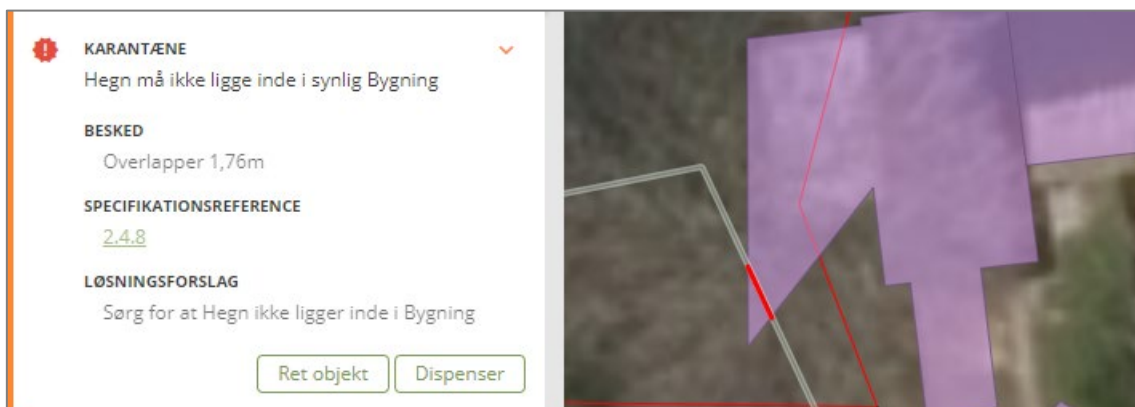 KARANTÆNE
Hegn må ikke ligge inde i synlig Bygning
BESKED
Overlapper 1,76m
SPECIFIKATIONSREFERENCE
2.4.8
LØSNINGSFORSLAG
Sørg for at Hegn ikke ligger inde i Bygning
Ret objekt
Dispenser